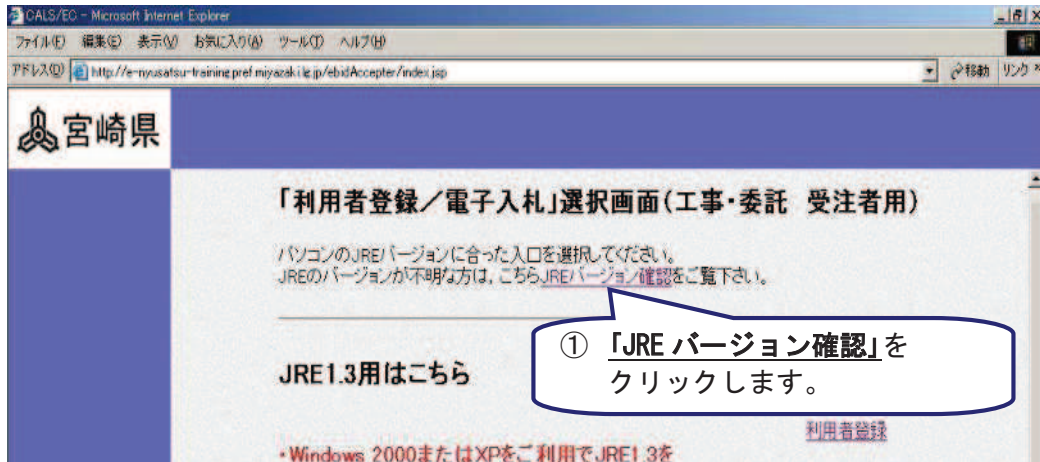 CALS/EC - Microsoft Internet Explorer
ファイル(F) 編集(E) 表示(V) お気に入り(A) ツール(T) ヘルプ(H)
アドレス(D) http://e-nyusatsu-training.pref.miyazaki.lg.jp/ebidAccepter/index.jsp 移動 リンク »
宮崎県
「利用者登録／電子入札」選択画面（工事・委託 受注者用）
パソコンのJREバージョンに合った入口を選択してください。
JREのバージョンが不明な方は，こちらJREバージョン確認をご覧下さい。
① 「JRE バージョン確認」を
クリックします。
JRE1.3用はこちら
利用者登録
・Windows 2000またはXPをご利用でJRE1.3を